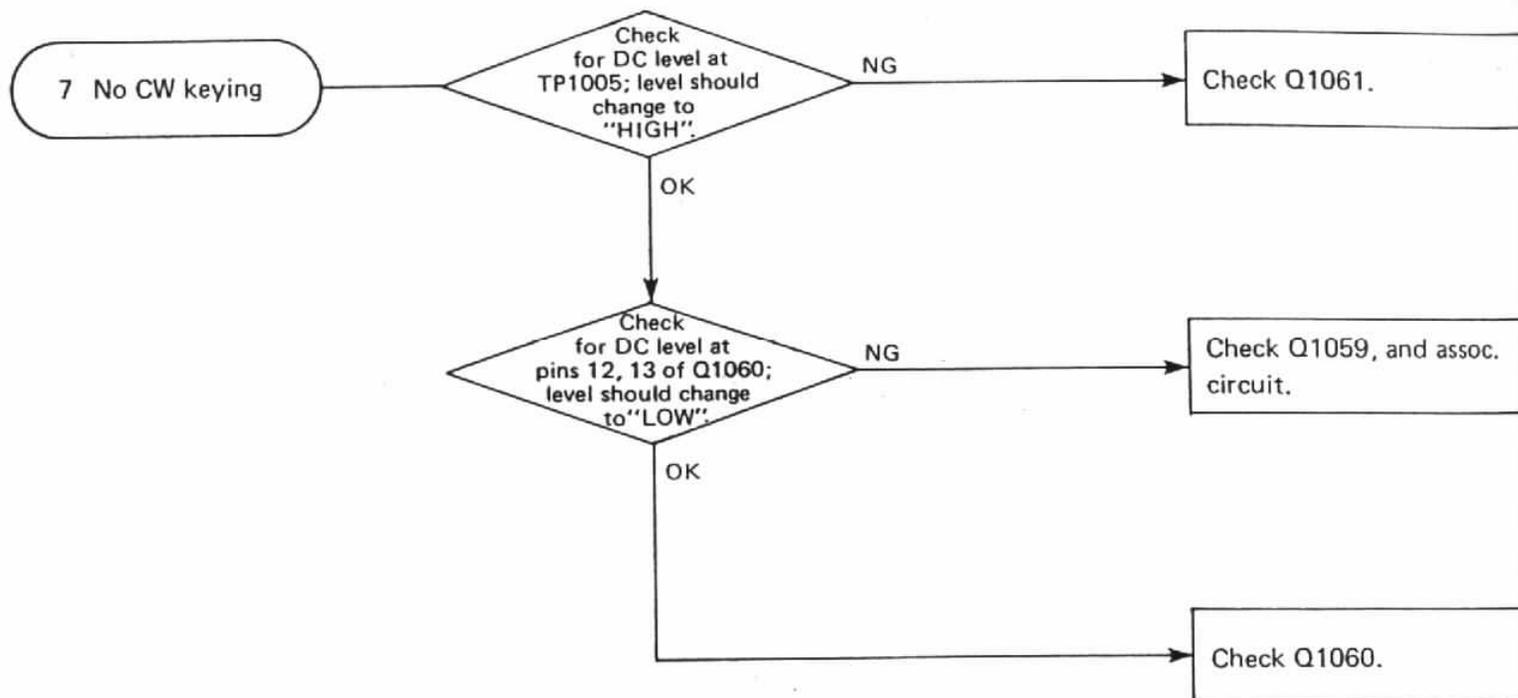 7 No CW keying
Check
for DC level at
TP1005; level should
change to
"HIGH".
NG
Check Q1061.
OK
Check
for DC level at
pins 12, 13 of Q1060;
level should change
to"LOW".
NG
Check Q1059, and assoc.
circuit.
OK
Check Q1060.